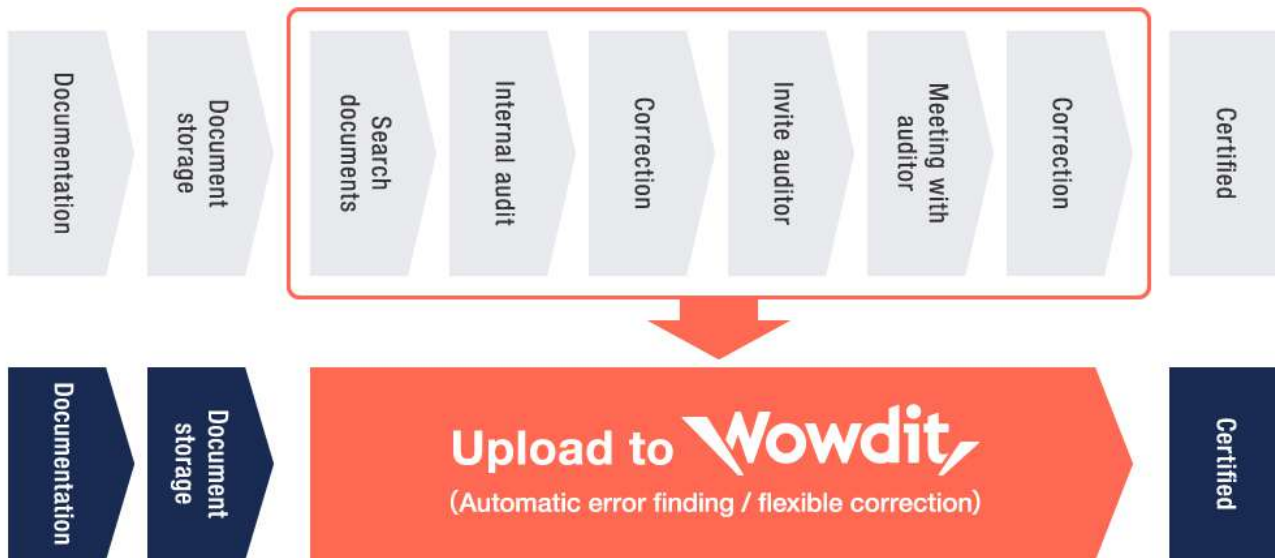 Documentation
Document
storage
Search
documents
Internal audit
Correction
Invite auditor
Meeting with
auditor
Correction
Certified
Documentation
Document
storage
Upload to Wowdit
(Automatic error finding / flexible correction)
Certified